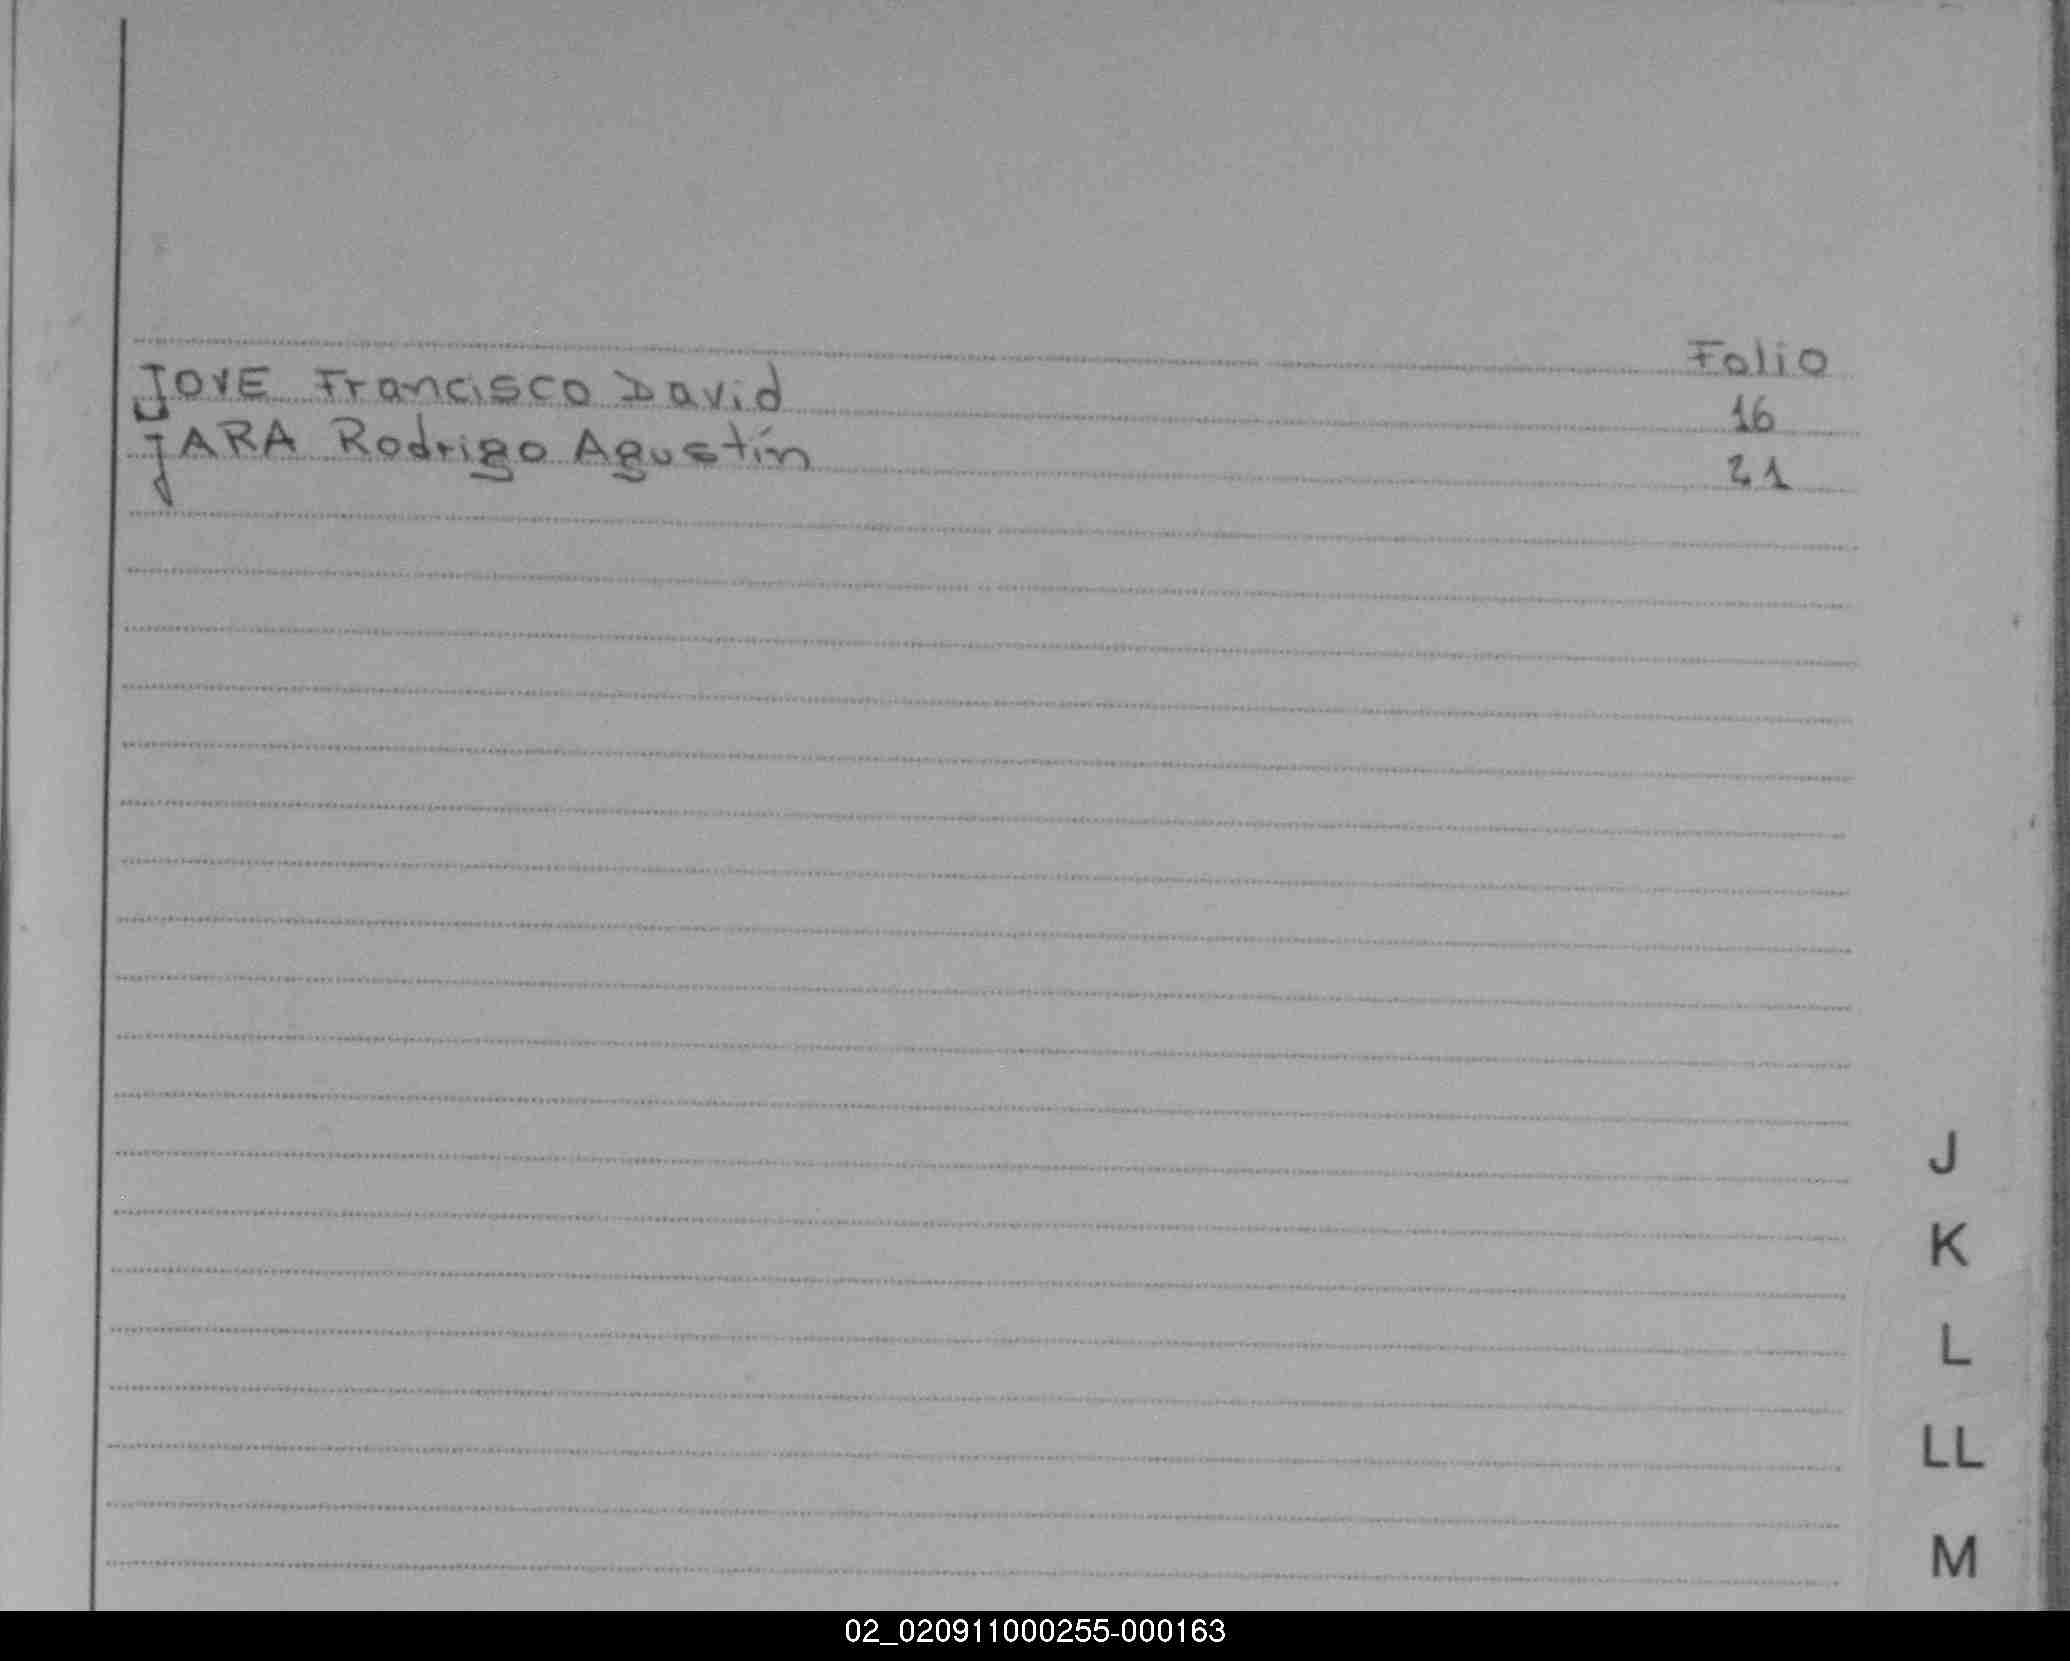 Folio
JOVE Francisco David 16
JARA Rodrigo Agustín 21
J
K
L
LL
M
02_020911000255-000163